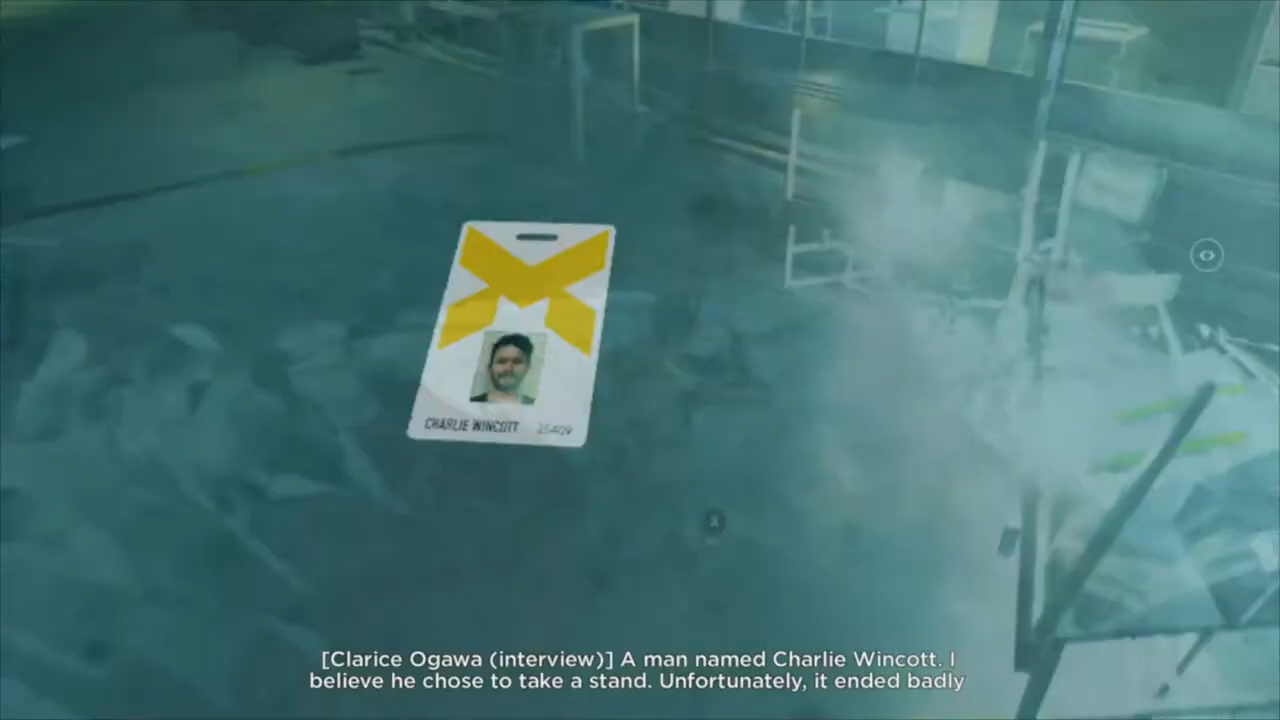 CHARLIE WINCOTT
X
[Clarice Ogawa (interview)] A man named Charlie Wincott. I
believe he chose to take a stand. Unfortunately, it ended badly